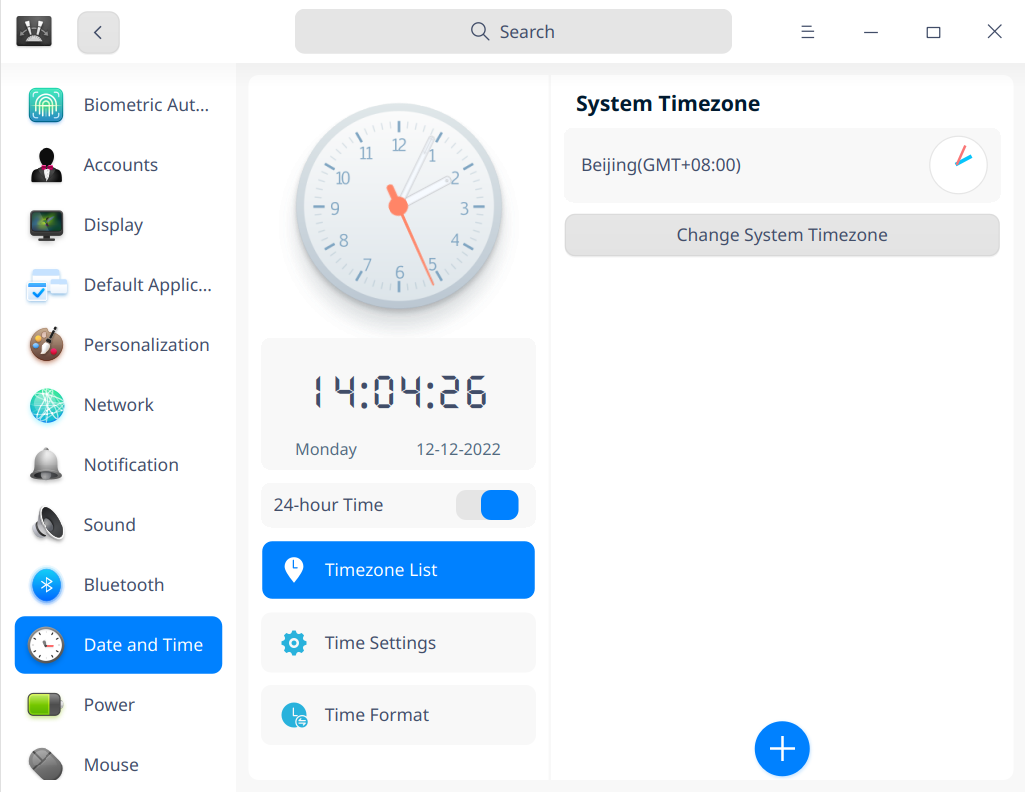 Search
Biometric Aut...
Accounts
Display
Default Applic...
Personalization
Network
Notification
Sound
Bluetooth
Date and Time
Power
Mouse
12
1
2
3
4
5
6
7
8
9
10
11
14:04:26
Monday 12-12-2022
24-hour Time
Timezone List
Time Settings
Time Format
System Timezone
Beijing(GMT+08:00)
Change System Timezone